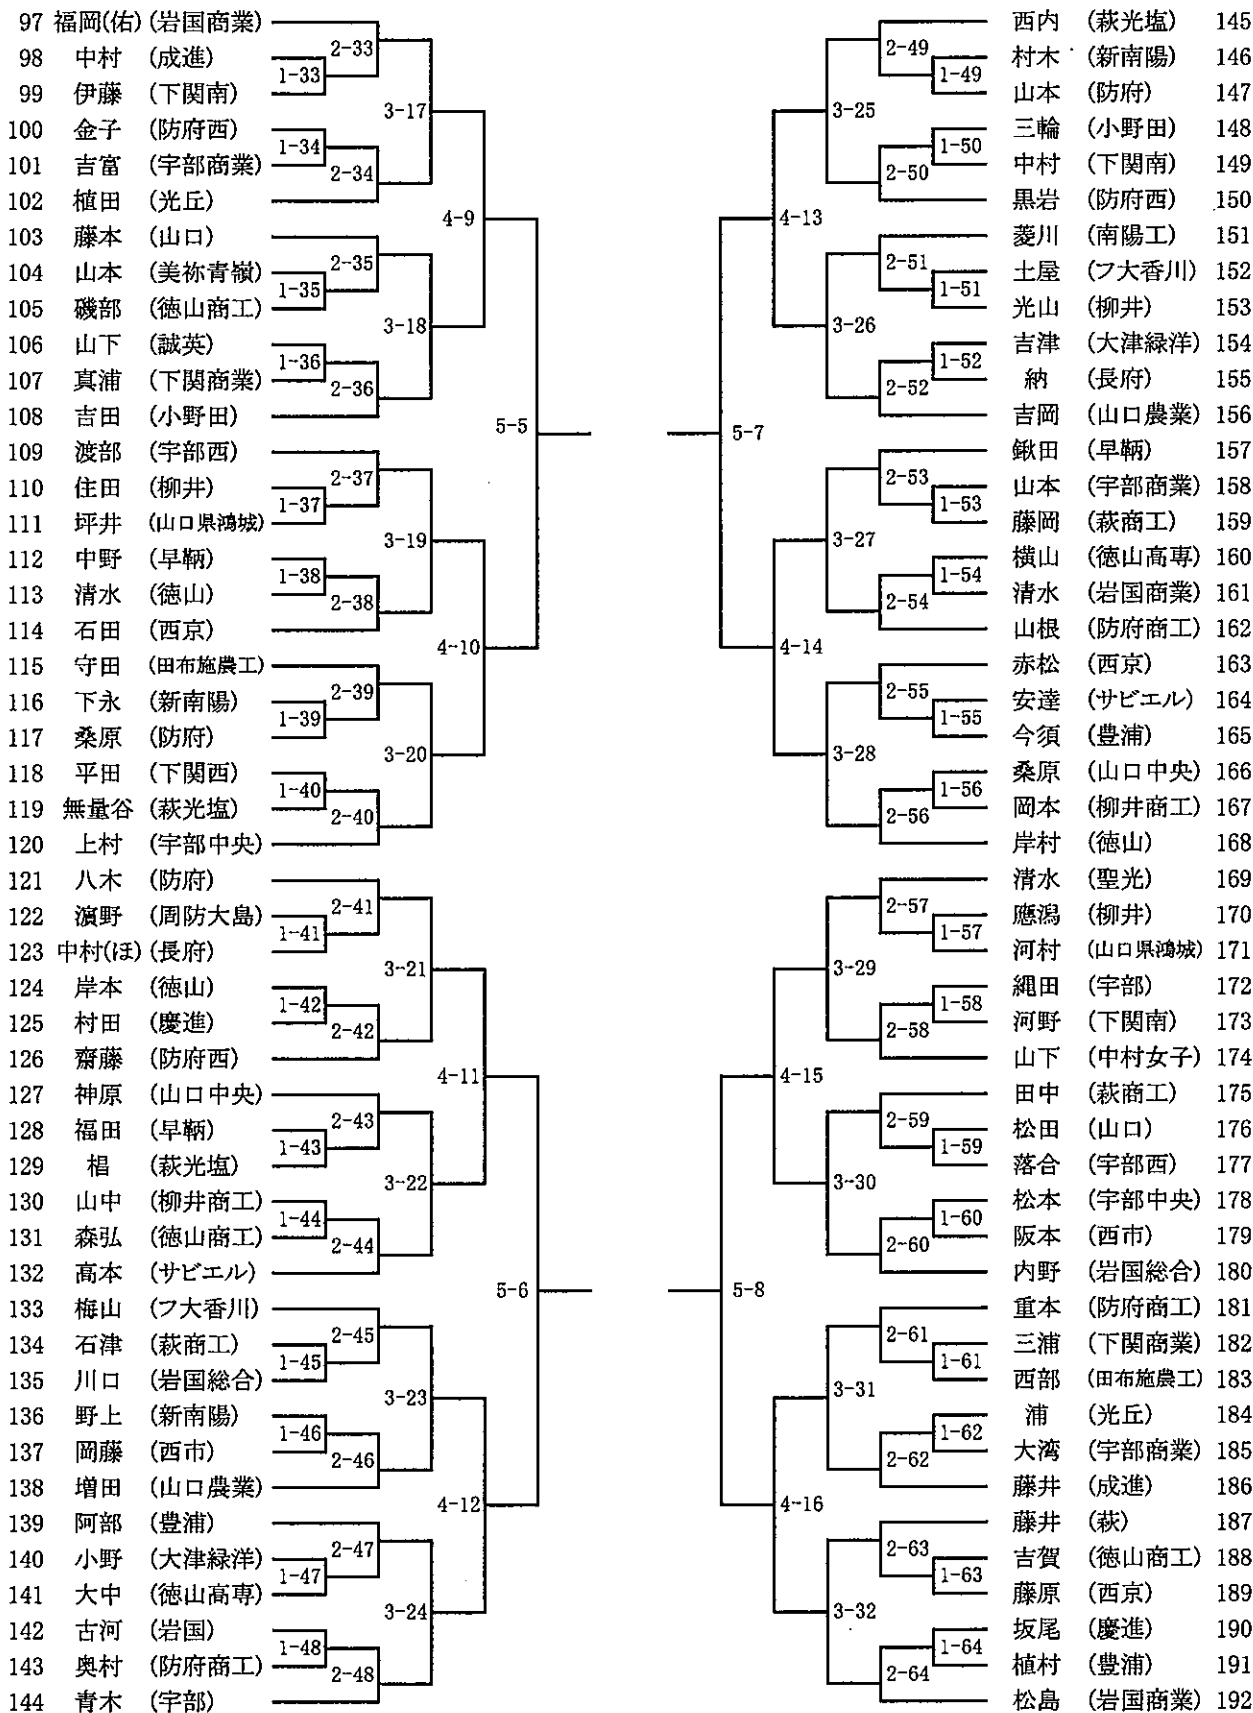 97 福岡(佑) (岩国商業)
98 中村 (成進)
99 伊藤 (下関南)
100 金子 (防府西)
101 吉富 (宇部商業)
102 植田 (光丘)
103 藤本 (山口)
104 山本 (美祢青嶺)
105 磯部 (徳山商工)
106 山下 (誠英)
107 真浦 (下関商業)
108 吉田 (小野田)
109 渡部 (宇部西)
110 住田 (柳井)
111 坪井 (山口県鴻城)
112 中野 (早鞆)
113 清水 (徳山)
114 石田 (西京)
115 守田 (田布施農工)
116 下永 (新南陽)
117 桑原 (防府)
118 平田 (下関西)
119 無量谷 (萩光塩)
120 上村 (宇部中央)
121 八木 (防府)
122 濱野 (周防大島)
123 中村(ほ) (長府)
124 岸本 (徳山)
125 村田 (慶進)
126 齋藤 (防府西)
127 神原 (山口中央)
128 福田 (早鞆)
129 椙 (萩光塩)
130 山中 (柳井商工)
131 森弘 (徳山商工)
132 高本 (サビエル)
133 梅山 (フ大香川)
134 石津 (萩商工)
135 川口 (岩国総合)
136 野上 (新南陽)
137 岡藤 (西市)
138 増田 (山口農業)
139 阿部 (豊浦)
140 小野 (大津緑洋)
141 大中 (徳山高専)
142 古河 (岩国)
143 奥村 (防府商工)
144 青木 (宇部)
1-33
1-34
1-35
1-36
1-37
1-38
1-39
1-40
1-41
1-42
1-43
1-44
1-45
1-46
1-47
1-48
2-33
2-34
2-35
2-36
2-37
2-38
2-39
2-40
2-41
2-42
2-43
2-44
2-45
2-46
2-47
2-48
3-17
3-18
3-19
3-20
3-21
3-22
3-23
3-24
4-9
4-10
4-11
4-12
5-5
5-6
5-7
5-8
4-13
4-14
4-15
4-16
3-25
3-26
3-27
3-28
3-29
3-30
3-31
3-32
2-49
2-50
2-51
2-52
2-53
2-54
2-55
2-56
2-57
2-58
2-59
2-60
2-61
2-62
2-63
2-64
1-49
1-50
1-51
1-52
1-53
1-54
1-55
1-56
1-57
1-58
1-59
1-60
1-61
1-62
1-63
1-64
西内 (萩光塩) 145
村木 (新南陽) 146
山本 (防府) 147
三輪 (小野田) 148
中村 (下関南) 149
黒岩 (防府西) 150
菱川 (南陽工) 151
土屋 (フ大香川) 152
光山 (柳井) 153
吉津 (大津緑洋) 154
納 (長府) 155
吉岡 (山口農業) 156
鍬田 (早鞆) 157
山本 (宇部商業) 158
藤岡 (萩商工) 159
横山 (徳山高専) 160
清水 (岩国商業) 161
山根 (防府商工) 162
赤松 (西京) 163
安達 (サビエル) 164
今須 (豊浦) 165
桑原 (山口中央) 166
岡本 (柳井商工) 167
岸村 (徳山) 168
清水 (聖光) 169
應潟 (柳井) 170
河村 (山口県鴻城) 171
縄田 (宇部) 172
河野 (下関南) 173
山下 (中村女子) 174
田中 (萩商工) 175
松田 (山口) 176
落合 (宇部西) 177
松本 (宇部中央) 178
阪本 (西市) 179
内野 (岩国総合) 180
重本 (防府商工) 181
三浦 (下関商業) 182
西部 (田布施農工) 183
浦 (光丘) 184
大湾 (宇部商業) 185
藤井 (成進) 186
藤井 (萩) 187
吉賀 (徳山商工) 188
藤原 (西京) 189
坂尾 (慶進) 190
植村 (豊浦) 191
松島 (岩国商業) 192